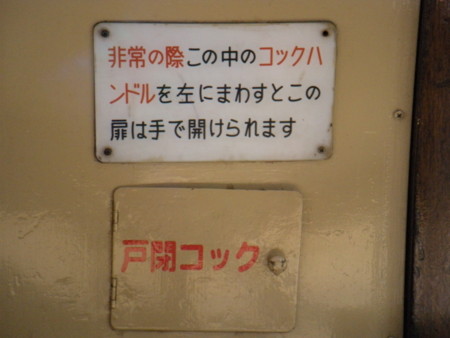 非常の際この中のコックハ
ンドルを左にまわすとこの
扉は手で開けられます
戸閉コック